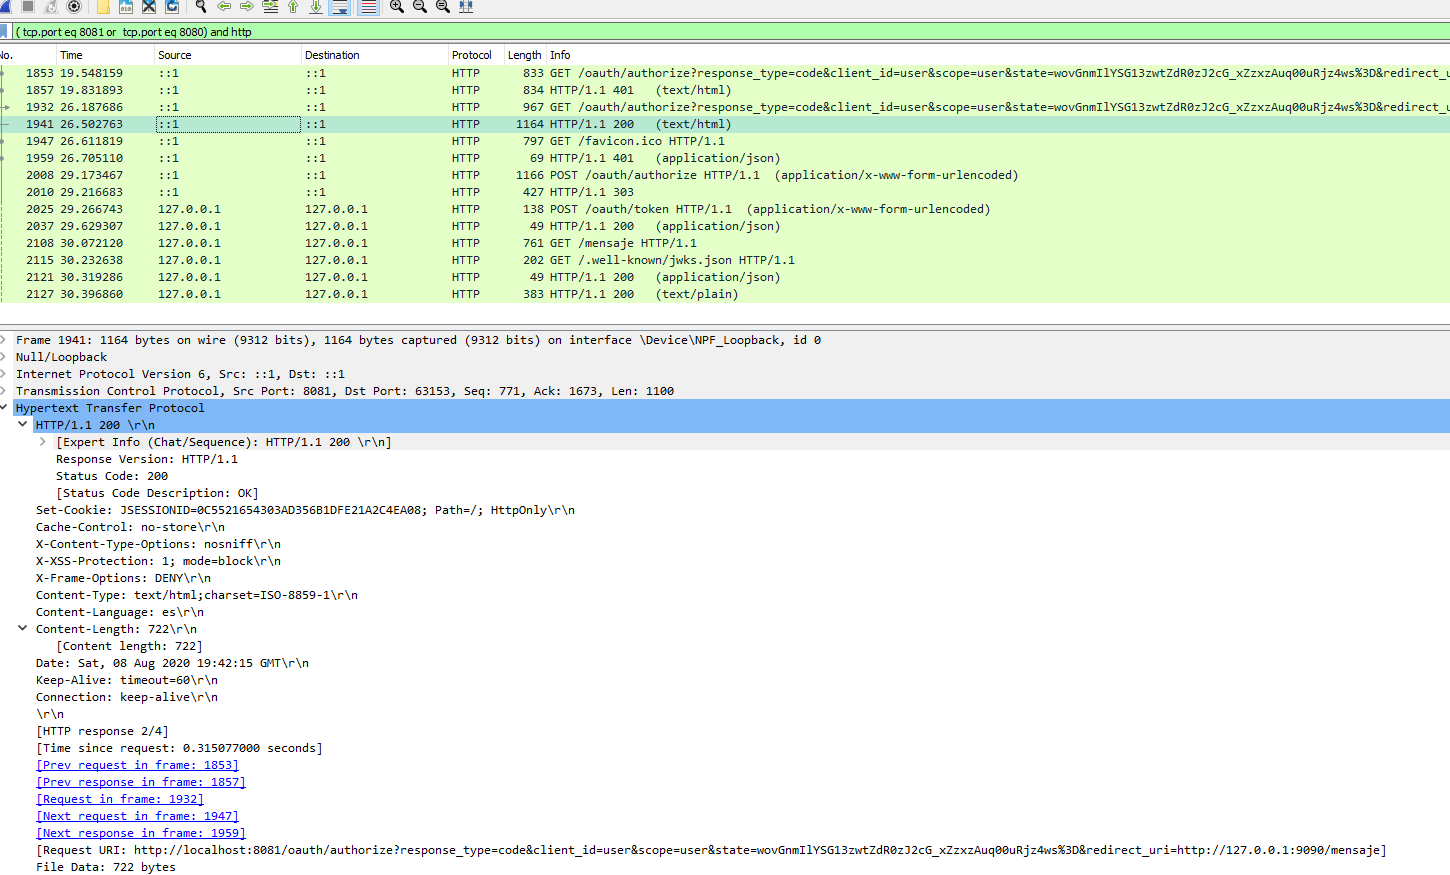 ( tcp.port eq 8081 or  tcp.port eq 8080) and http
No. Time Source Destination Protocol Length Info
1853 19.548159 ::1 ::1 HTTP 833 GET /oauth/authorize?response_type=code&client_id=user&scope=user&state=wovGnmIlYSG13zwtZdR0zJ2cG_xZzxzAuq00uRjz4ws%3D&redirect_u
1857 19.831893 ::1 ::1 HTTP 834 HTTP/1.1 401   (text/html)
1932 26.187686 ::1 ::1 HTTP 967 GET /oauth/authorize?response_type=code&client_id=user&scope=user&state=wovGnmIlYSG13zwtZdR0zJ2cG_xZzxzAuq00uRjz4ws%3D&redirect_u
1941 26.502763 ::1 ::1 HTTP 1164 HTTP/1.1 200   (text/html)
1947 26.611819 ::1 ::1 HTTP 797 GET /favicon.ico HTTP/1.1
1959 26.705110 ::1 ::1 HTTP 69 HTTP/1.1 401   (application/json)
2008 29.173467 ::1 ::1 HTTP 1166 POST /oauth/authorize HTTP/1.1  (application/x-www-form-urlencoded)
2010 29.216683 ::1 ::1 HTTP 427 HTTP/1.1 303
2025 29.266743 127.0.0.1 127.0.0.1 HTTP 138 POST /oauth/token HTTP/1.1  (application/x-www-form-urlencoded)
2037 29.629307 127.0.0.1 127.0.0.1 HTTP 49 HTTP/1.1 200   (application/json)
2108 30.072120 127.0.0.1 127.0.0.1 HTTP 761 GET /mensaje HTTP/1.1
2115 30.232638 127.0.0.1 127.0.0.1 HTTP 202 GET /.well-known/jwks.json HTTP/1.1
2121 30.319286 127.0.0.1 127.0.0.1 HTTP 49 HTTP/1.1 200   (application/json)
2127 30.396860 127.0.0.1 127.0.0.1 HTTP 383 HTTP/1.1 200   (text/plain)
Frame 1941: 1164 bytes on wire (9312 bits), 1164 bytes captured (9312 bits) on interface \Device\NPF_Loopback, id 0
Null/Loopback
Internet Protocol Version 6, Src: ::1, Dst: ::1
Transmission Control Protocol, Src Port: 8081, Dst Port: 63153, Seq: 771, Ack: 1673, Len: 1100
Hypertext Transfer Protocol
HTTP/1.1 200 \r\n
[Expert Info (Chat/Sequence): HTTP/1.1 200 \r\n]
Response Version: HTTP/1.1
Status Code: 200
[Status Code Description: OK]
Set-Cookie: JSESSIONID=0C5521654303AD356B1DFE21A2C4EA08; Path=/; HttpOnly\r\n
Cache-Control: no-store\r\n
X-Content-Type-Options: nosniff\r\n
X-XSS-Protection: 1; mode=block\r\n
X-Frame-Options: DENY\r\n
Content-Type: text/html;charset=ISO-8859-1\r\n
Content-Language: es\r\n
Content-Length: 722\r\n
[Content length: 722]
Date: Sat, 08 Aug 2020 19:42:15 GMT\r\n
Keep-Alive: timeout=60\r\n
Connection: keep-alive\r\n
\r\n
[HTTP response 2/4]
[Time since request: 0.315077000 seconds]
[Prev request in frame: 1853]
[Prev response in frame: 1857]
[Request in frame: 1932]
[Next request in frame: 1947]
[Next response in frame: 1959]
[Request URI: http://localhost:8081/oauth/authorize?response_type=code&client_id=user&scope=user&state=wovGnmIlYSG13zwtZdR0zJ2cG_xZzxzAuq00uRjz4ws%3D&redirect_uri=http://127.0.0.1:9090/mensaje]
File Data: 722 bytes